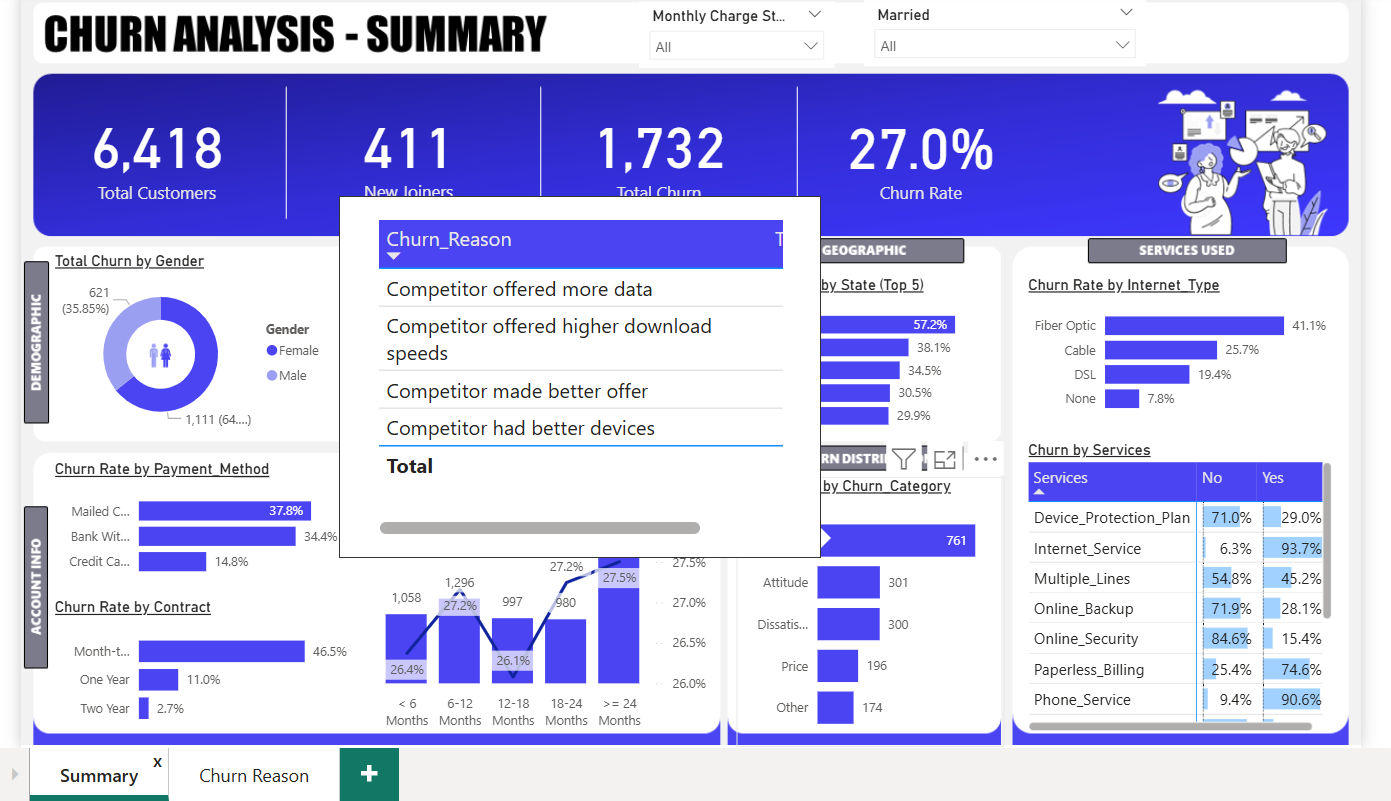 CHURN ANALYSIS - SUMMARY
Monthly Charge St...
All
Married
All
6,418
Total Customers
411
New Joiners
1,732
Total Churn
27.0%
Churn Rate
DEMOGRAPHIC
Total Churn by Gender
621
(35.85%)
1,111 (64....)
Gender
Female
Male
Churn_Reason
T
Competitor offered more data
Competitor offered higher download
speeds
Competitor made better offer
Competitor had better devices
Total
GEOGRAPHIC
by State (Top 5)
57.2%
38.1%
34.5%
30.5%
29.9%
SERVICES USED
Churn Rate by Internet_Type
Fiber Optic 41.1%
Cable 25.7%
DSL 19.4%
None 7.8%
ACCOUNT INFO
Churn Rate by Payment_Method
Mailed C... 37.8%
Bank Wit... 34.4%
Credit Ca... 14.8%
Churn Rate by Contract
Month-t... 46.5%
One Year 11.0%
Two Year 2.7%
1,058
1,296
997
980
26.4%
27.2%
26.1%
27.2%
27.5%
27.5%
27.0%
26.5%
26.0%
< 6 6-12 12-18 18-24 >= 24
Months Months Months Months Months
RN DISTRI
by Churn_Category
761
Attitude 301
Dissatis... 300
Price 196
Other 174
Churn by Services
Services No Yes
Device_Protection_Plan 71.0% 29.0%
Internet_Service 6.3% 93.7%
Multiple_Lines 54.8% 45.2%
Online_Backup 71.9% 28.1%
Online_Security 84.6% 15.4%
Paperless_Billing 25.4% 74.6%
Phone_Service 9.4% 90.6%
Summary x
Churn Reason
+